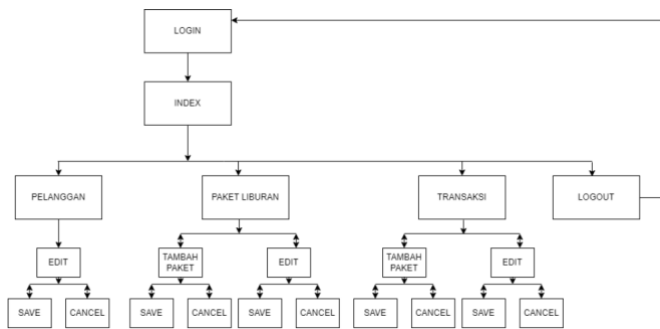 LOGIN
INDEX
PELANGGAN
PAKET LIBURAN
TRANSAKSI
LOGOUT
EDIT
TAMBAH
PAKET
EDIT
TAMBAH
PAKET
EDIT
SAVE
CANCEL
SAVE
CANCEL
SAVE
CANCEL
SAVE
CANCEL
SAVE
CANCEL